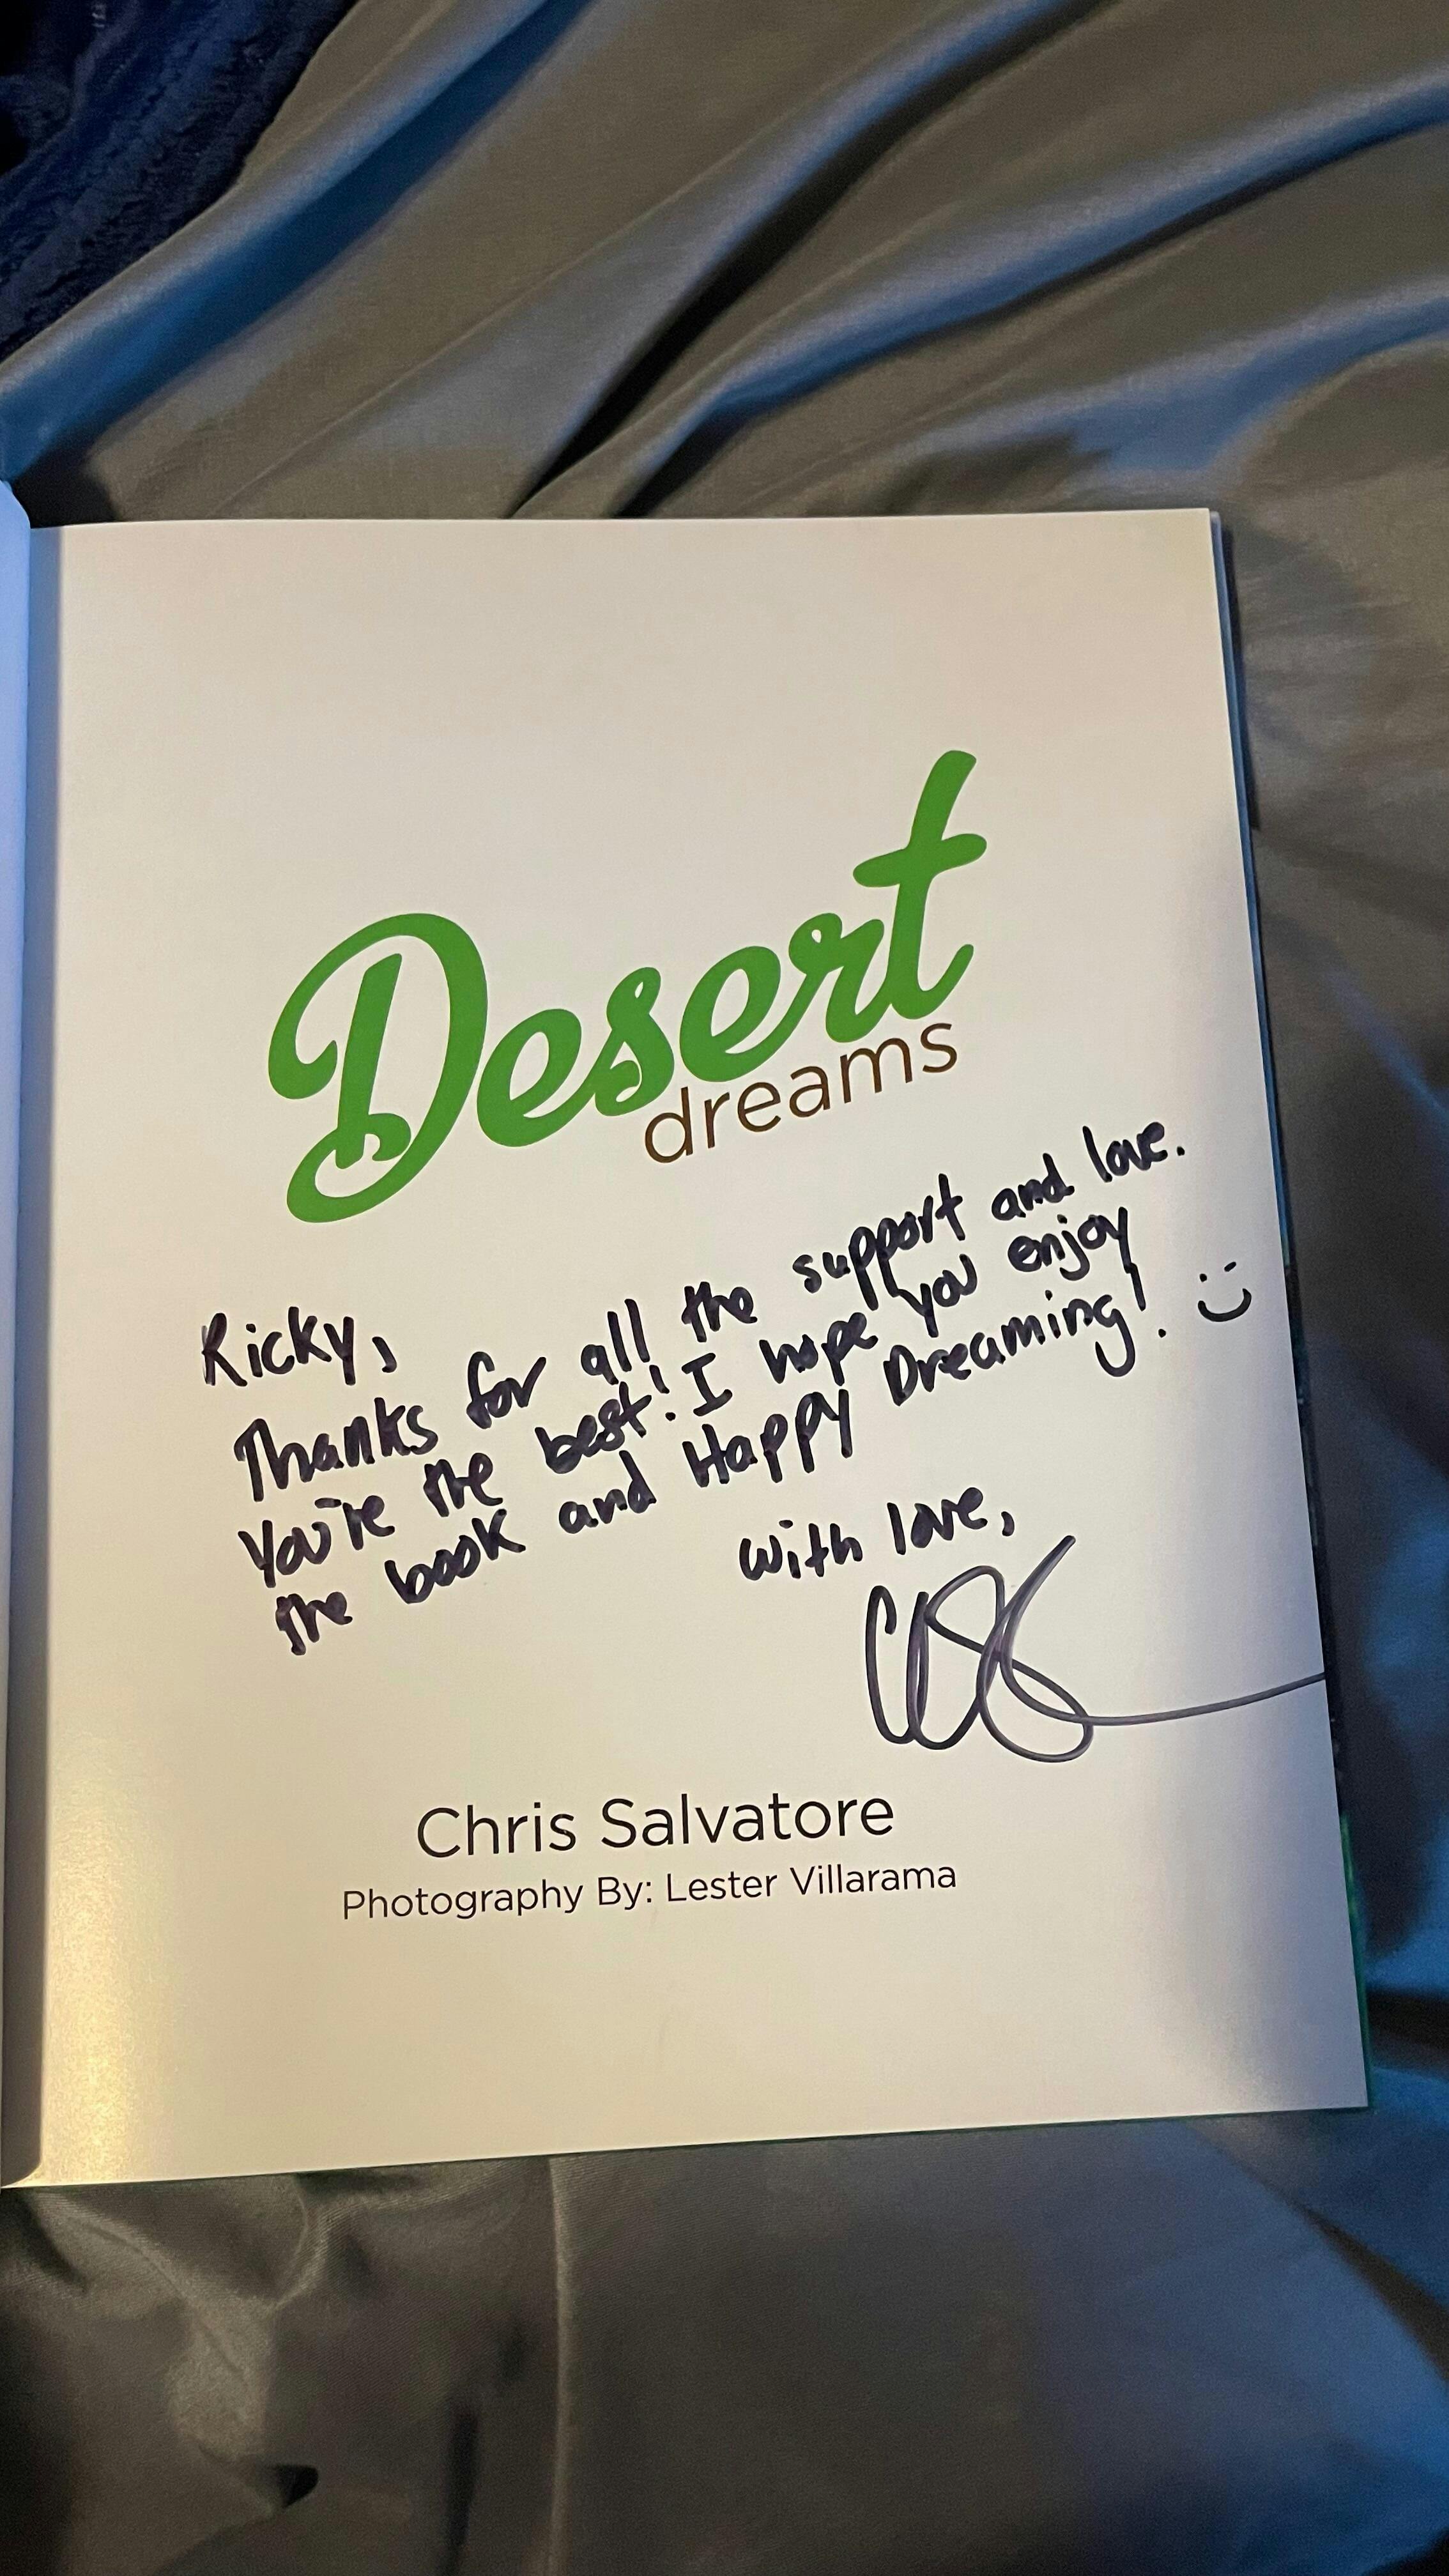 Desert
dreams
Ricky,
Thanks for all the support and love.
You're the best! I hope you enjoy
the book and Happy Dreaming! :)
with love,
Chris Salvatore
Photography By: Lester Villarama